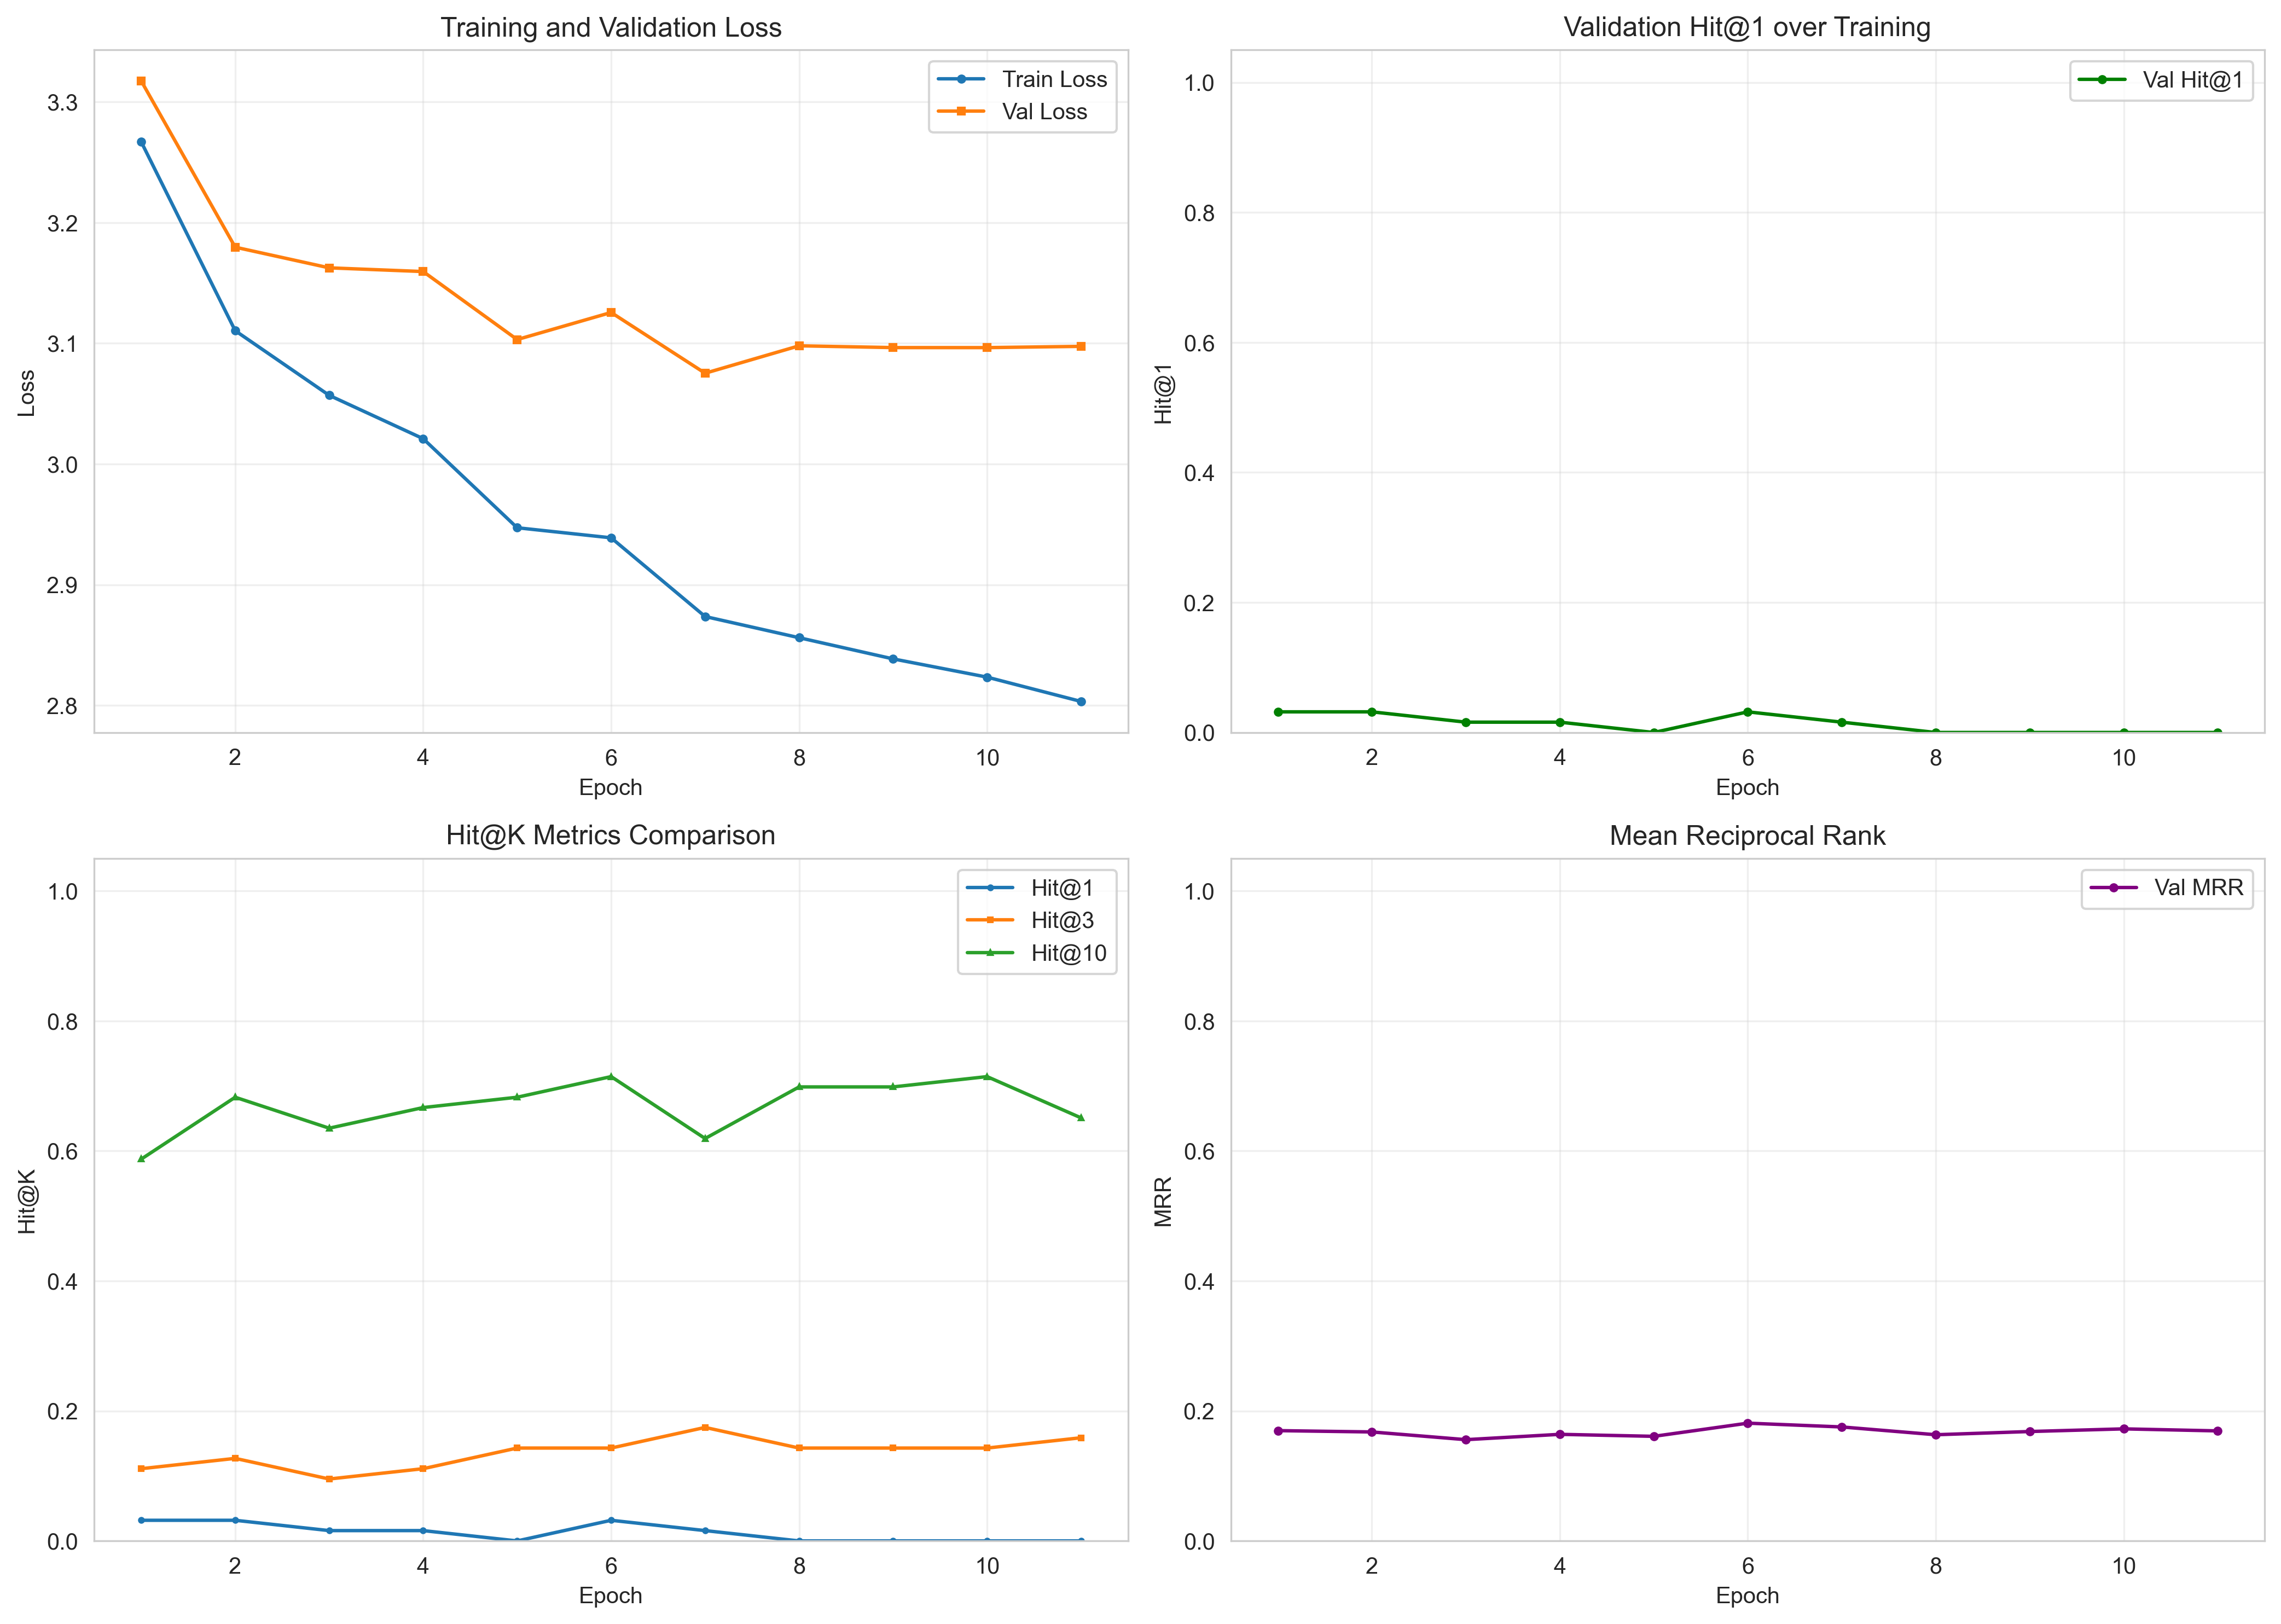 Training and Validation Loss
Train Loss
Val Loss
3.3
3.2
3.1
3.0
2.9
2.8
Loss
2 4 6 8 10
Epoch
Validation Hit@1 over Training
Val Hit@1
1.0
0.8
0.6
0.4
0.2
0.0
Hit@1
2 4 6 8 10
Epoch
Hit@K Metrics Comparison
Hit@1
Hit@3
Hit@10
1.0
0.8
0.6
0.4
0.2
0.0
Hit@K
2 4 6 8 10
Epoch
Mean Reciprocal Rank
Val MRR
1.0
0.8
0.6
0.4
0.2
0.0
MRR
2 4 6 8 10
Epoch